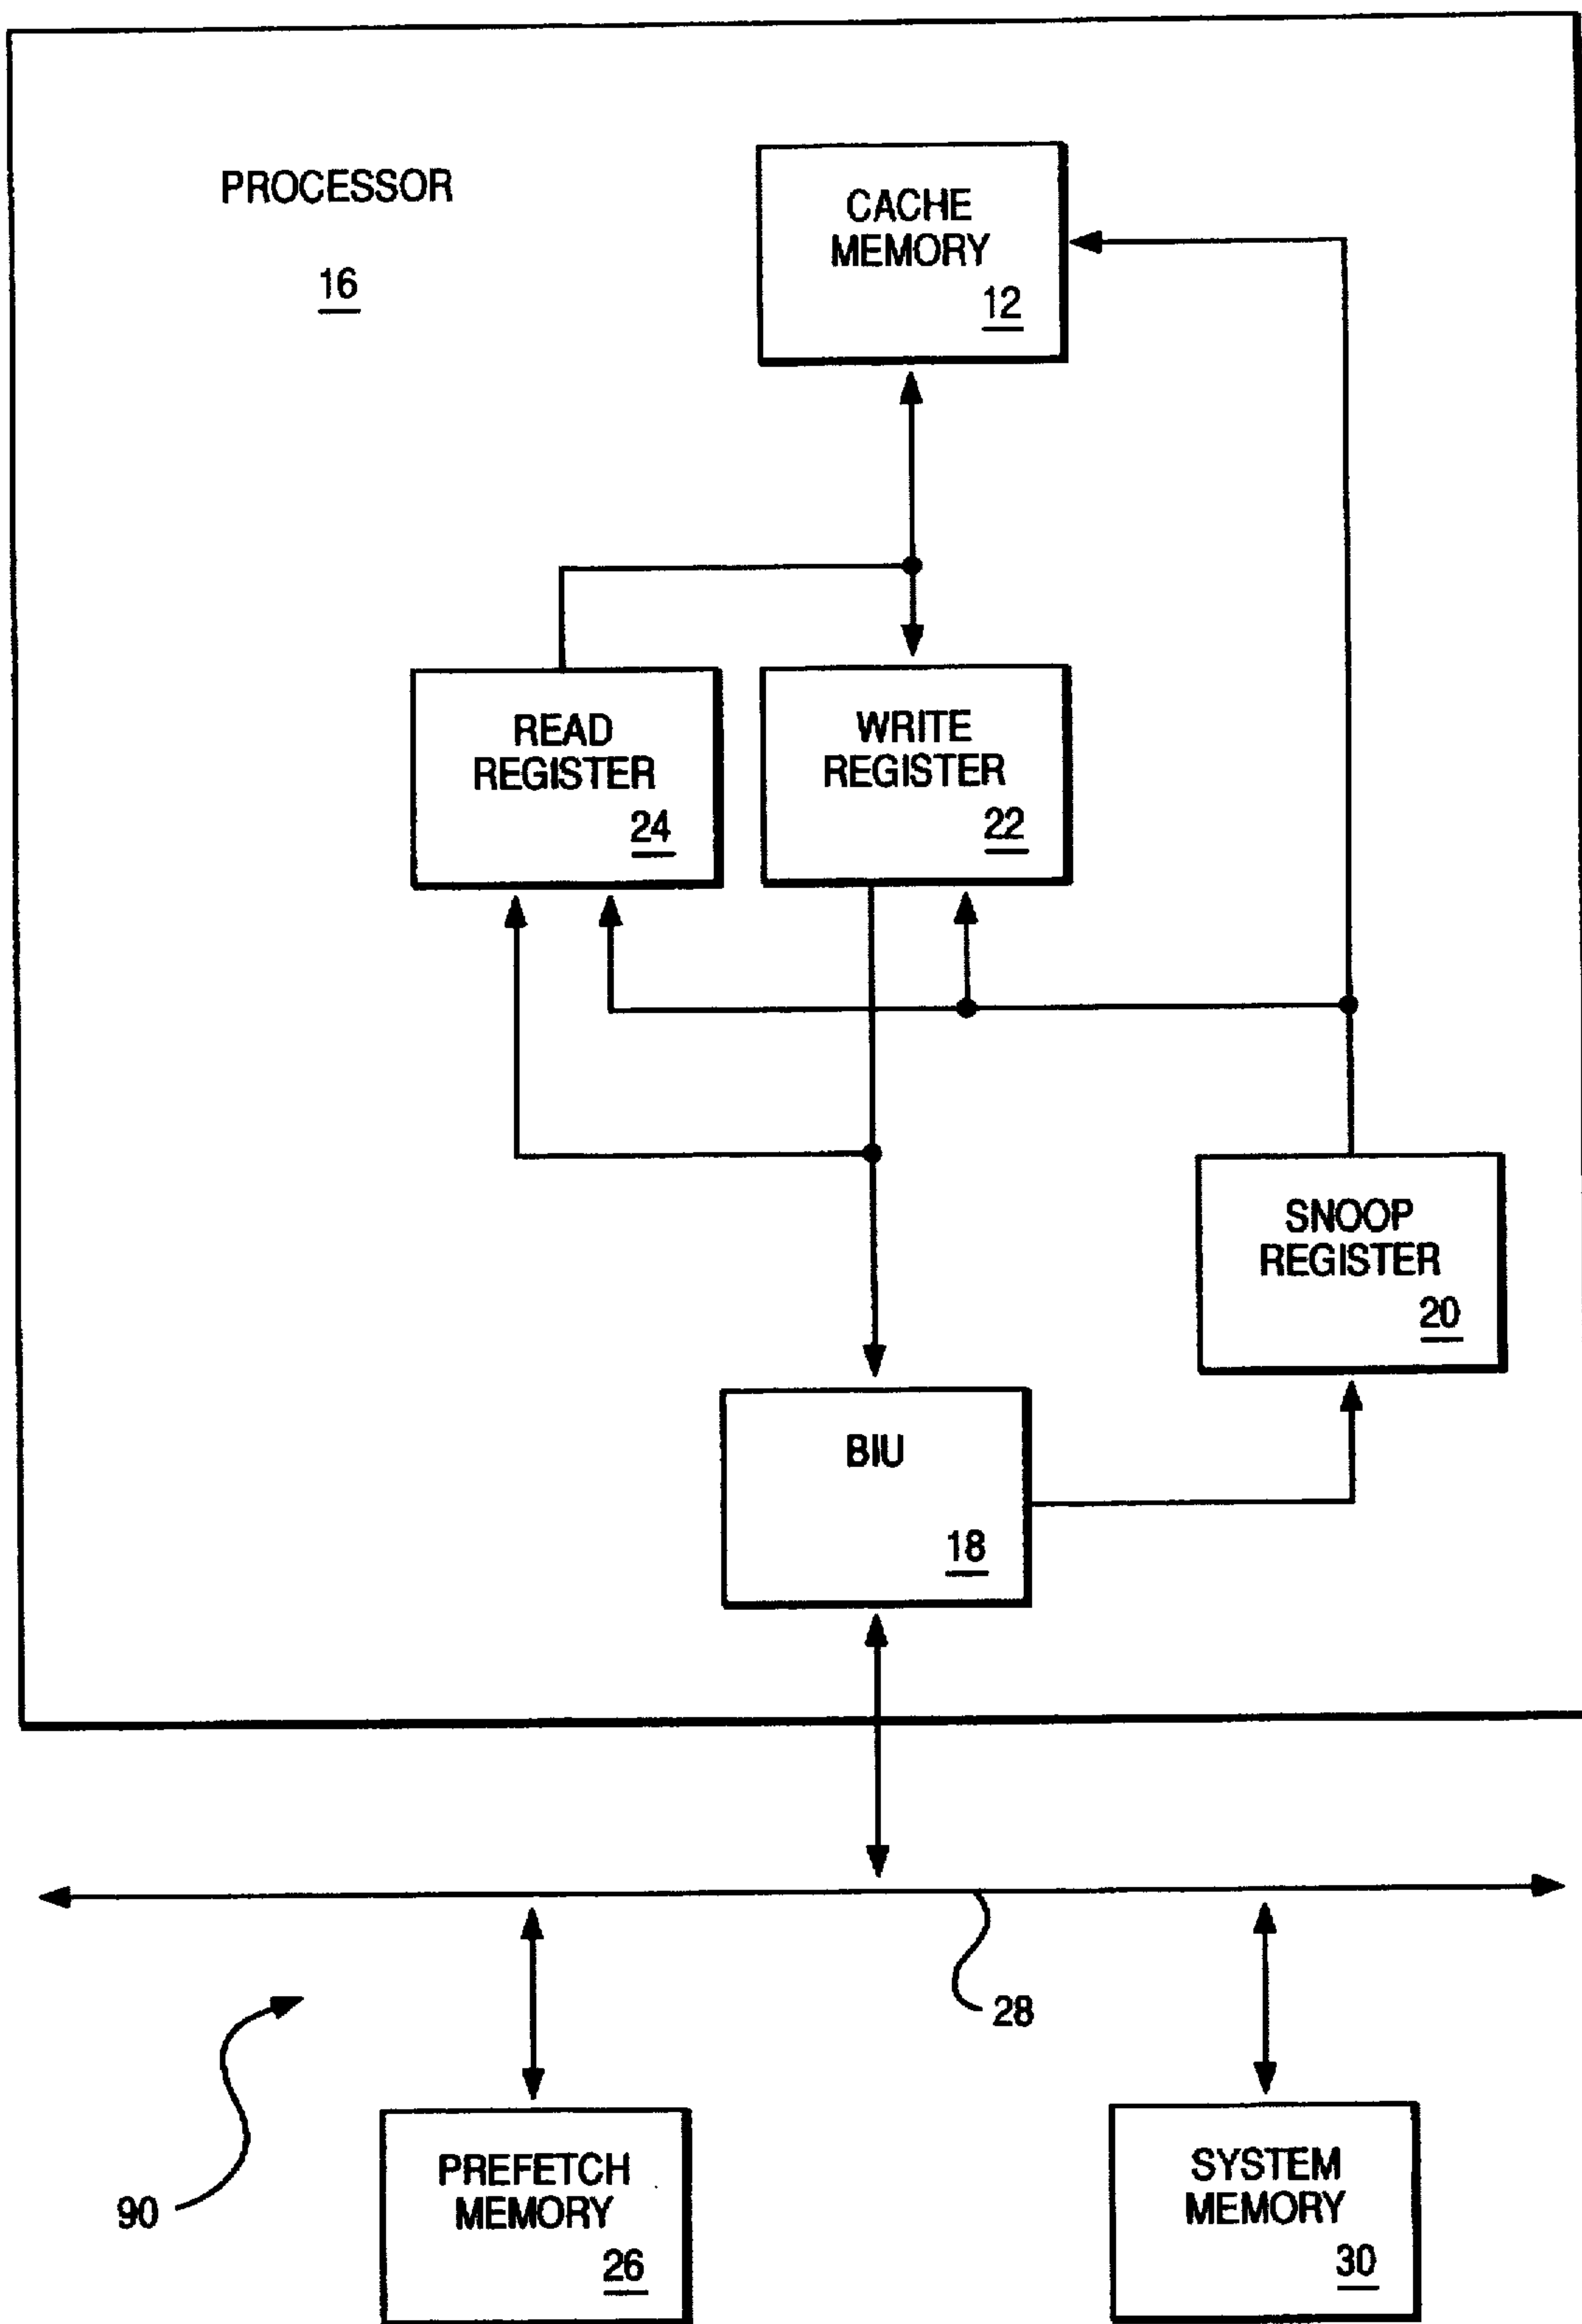 PROCESSOR
16
CACHE
MEMORY
12
READ
REGISTER
24
WRITE
REGISTER
22
SNOOP
REGISTER
20
BIU
18
28
90
PREFETCH
MEMORY
26
SYSTEM
MEMORY
30